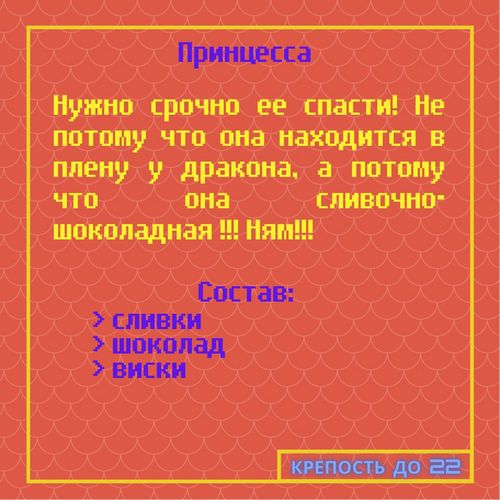 Принцесса
Нужно срочно ее спасти! Не
потому что она находится в
плену у дракона, а потому
что она сливочно-
шоколадная !!! Ням!!!
Состав:
> сливки
> шоколад
> виски
КРЕПОСТЬ ДО 22